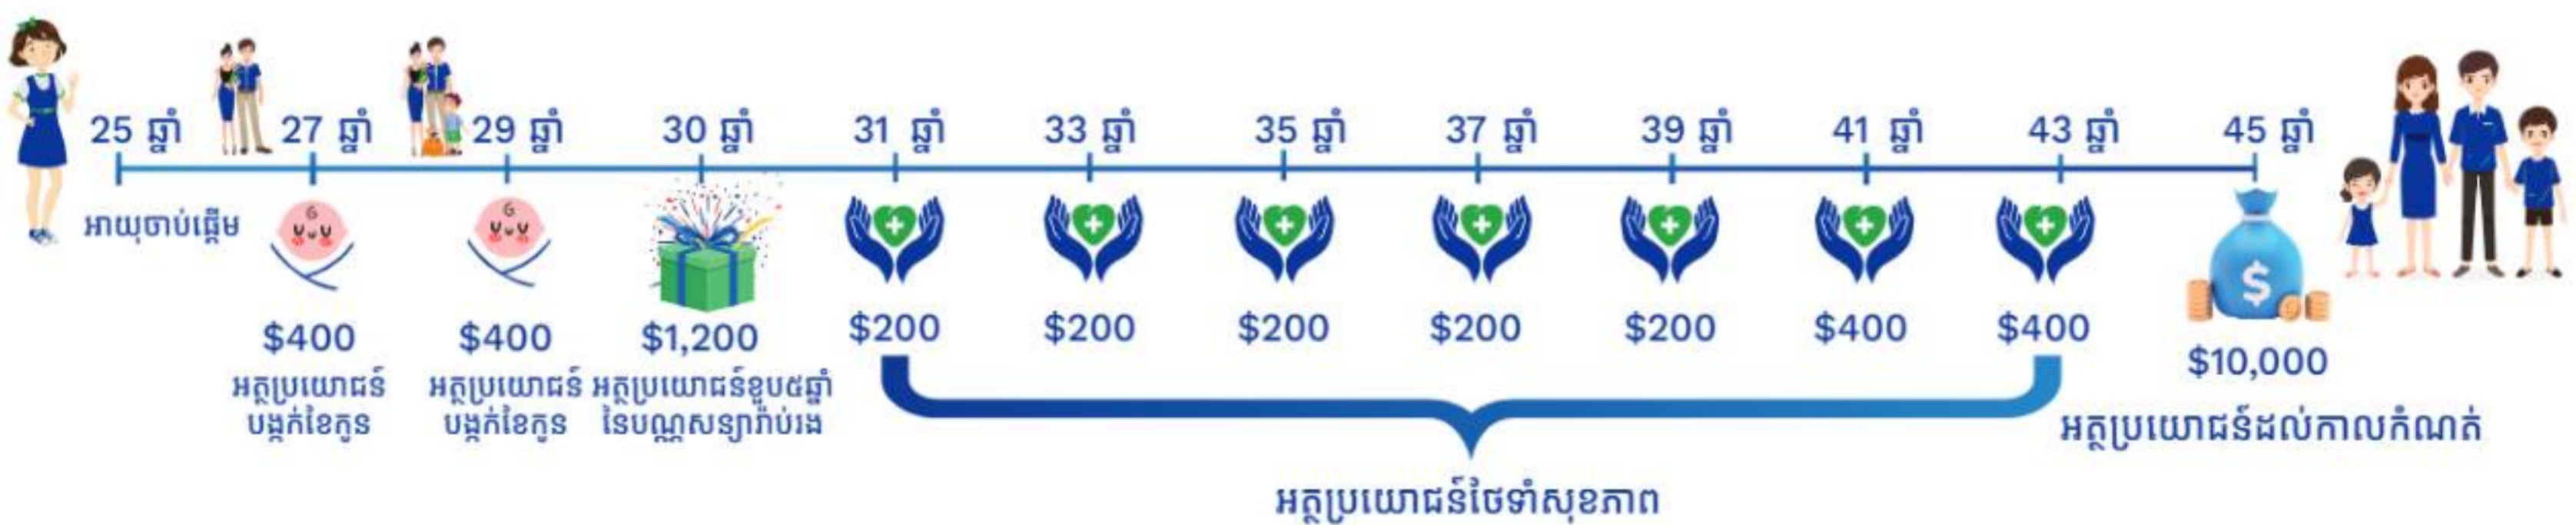 25 ឆ្នាំ 27 ឆ្នាំ 29 ឆ្នាំ 30 ឆ្នាំ 31 ឆ្នាំ 33 ឆ្នាំ 35 ឆ្នាំ 37 ឆ្នាំ 39 ឆ្នាំ 41 ឆ្នាំ 43 ឆ្នាំ 45 ឆ្នាំ
អាយុចាប់ផ្តើម
$400
អត្ថប្រយោជន៍
បង្កក់ខែកូន
$400
អត្ថប្រយោជន៍
បង្កក់ខែកូន
$1,200
អត្ថប្រយោជន៍ខួប៥ឆ្នាំ
នៃបណ្ណសន្យារ៉ាប់រង
$200 $200 $200 $200 $200 $400 $400
អត្ថប្រយោជន៍ថែទាំសុខភាព
$
$10,000
អត្ថប្រយោជន៍ដល់កាលកំណត់